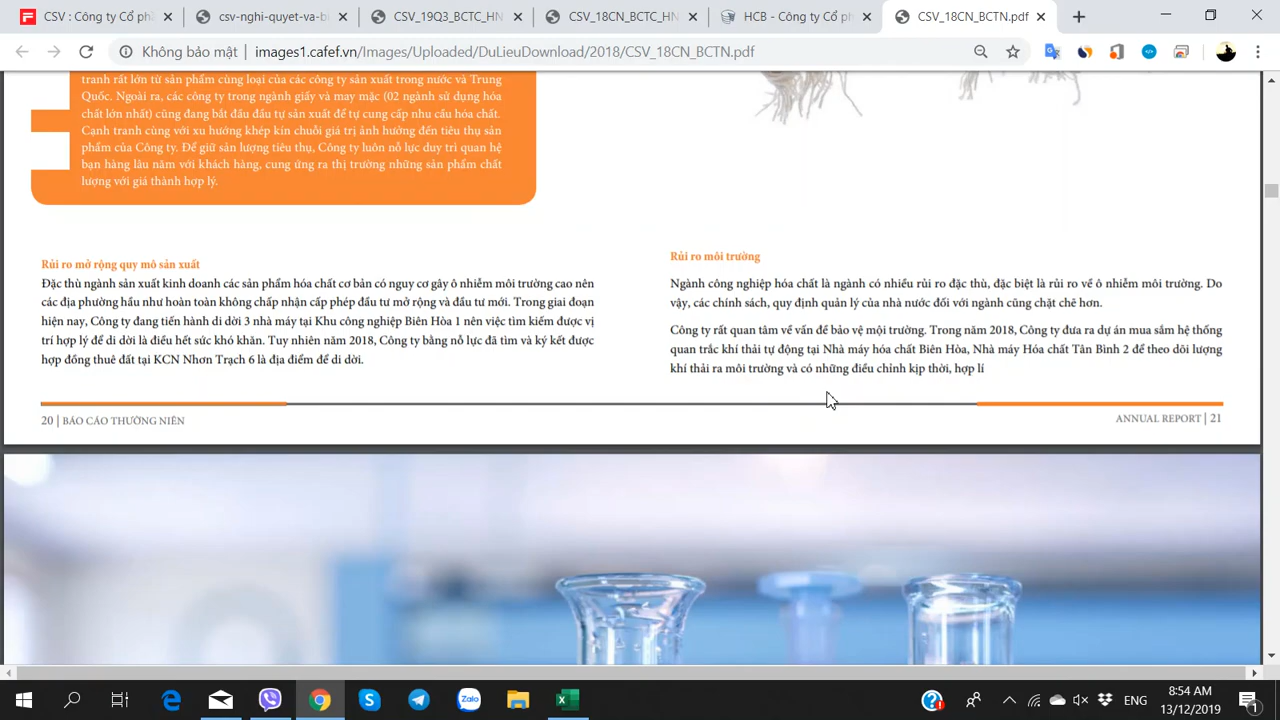 CSV : Công ty Cổ ph
csv-nghi-quyet-va-bi
CSV_19Q3_BCTC_HN
CSV_18CN_BCTC_HN
HCB - Công ty Cổ p
CSV_18CN_BCTN.pdf
Không bảo mật | images1.cafef.vn/Images/Uploaded/DuLieuDownload/2018/CSV_18CN_BCTN.pdf
tranh rất lớn từ sản phẩm cùng loại của các công ty sản xuất trong nước và Trung
Quốc. Ngoài ra, các công ty trong ngành giấy và may mặc (02 ngành sử dụng hóa
chất lớn nhất) cũng đang bắt đầu đầu tự sản xuất để tự cung cấp nhu cầu hóa chất.
Cạnh tranh cùng với xu hướng khép kín chuỗi giá trị ảnh hưởng đến tiêu thụ sản
phẩm của Công ty. Để giữ sản lượng tiêu thụ, Công ty luôn nỗ lực duy trì quan hệ
bạn hàng lâu năm với khách hàng, cung ứng ra thị trường những sản phẩm chất
lượng với giá thành hợp lý.
Rủi ro mở rộng quy mô sản xuất
Đặc thù ngành sản xuất kinh doanh các sản phẩm hóa chất cơ bản có nguy cơ gây ô nhiễm môi trường cao nên
các địa phương hầu như hoàn toàn không chấp nhận cấp phép đầu tư mở rộng và đầu tư mới. Trong giai đoạn
hiện nay, Công ty đang tiến hành di dời 3 nhà máy tại Khu công nghiệp Biên Hòa 1 nên việc tìm kiếm được vị
trí hợp lý để di dời là điều hết sức khó khăn. Tuy nhiên năm 2018, Công ty bằng nỗ lực đã tìm và ký kết được
hợp đồng thuê đất tại KCN Nhơn Trạch 6 là địa điểm để di dời.
20 | BÁO CÁO THƯỜNG NIÊN
Rủi ro môi trường
Ngành công nghiệp hóa chất là ngành có nhiều rủi ro đặc thù, đặc biệt là rủi ro về ô nhiễm môi trường. Do
vậy, các chính sách, quy định quản lý của nhà nước đối với ngành cũng chặt chẽ hơn.
Công ty rất quan tâm về vấn đề bảo vệ mội trường. Trong năm 2018, Công ty đưa ra dự án mua sắm hệ thống
quan trắc khí thải tự động tại Nhà máy hóa chất Biên Hòa, Nhà máy Hóa chất Tân Bình 2 để theo dõi lượng
khí thải ra môi trường và có những điều chỉnh kịp thời, hợp lí
ANNUAL REPORT | 21
Zalo
ENG
8:54 AM
13/12/2019
1